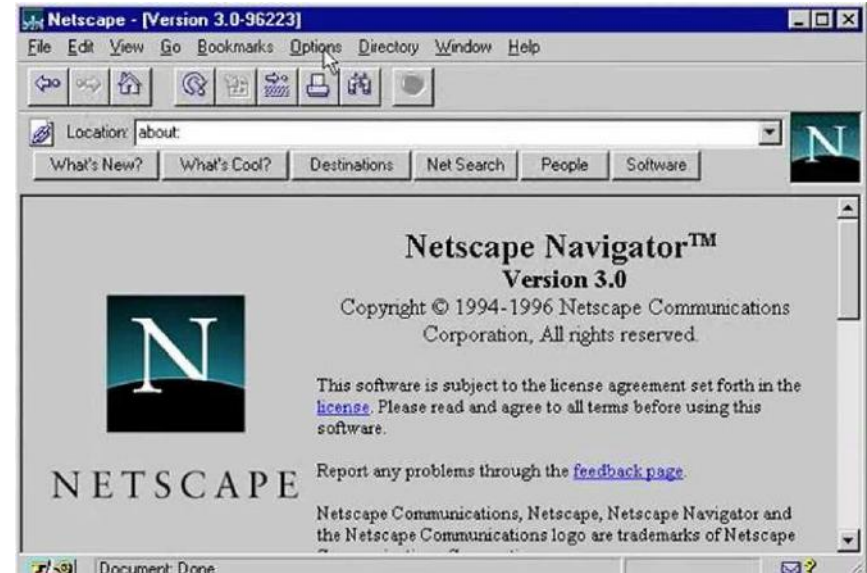 Netscape - [Version 3.0-96223]
File Edit View Go Bookmarks Options Directory Window Help
Location: about:
N
What's New? What's Cool? Destinations Net Search People Software
Netscape Navigator™
Version 3.0
Copyright © 1994-1996 Netscape Communications
Corporation, All rights reserved.
N
NETSCAPE
This software is subject to the license agreement set forth in the
license. Please read and agree to all terms before using this
software.
Report any problems through the feedback page.
Netscape Communications, Netscape, Netscape Navigator and
the Netscape Communications logo are trademarks of Netscape
Document: Done